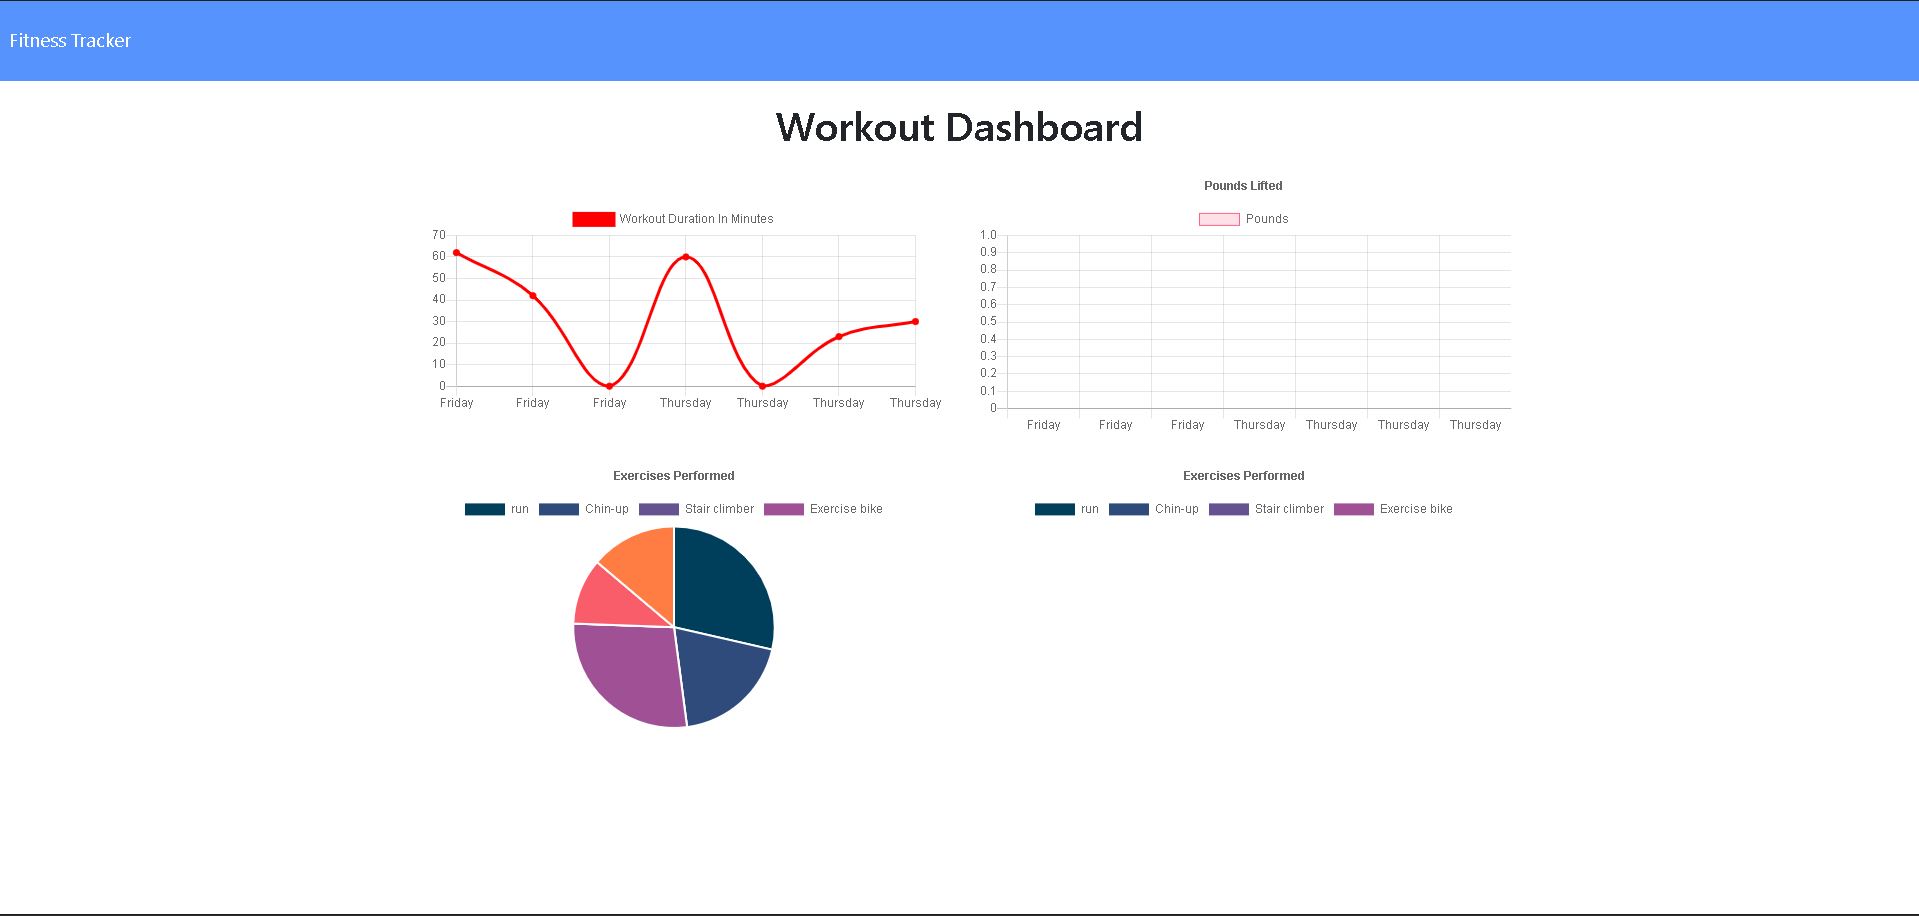 Fitness Tracker
Workout Dashboard
Workout Duration In Minutes
70
60
50
40
30
20
10
0
Friday Friday Friday Thursday Thursday Thursday Thursday
Pounds Lifted
Pounds
1.0
0.9
0.8
0.7
0.6
0.5
0.4
0.3
0.2
0.1
0
Friday Friday Friday Thursday Thursday Thursday Thursday
Exercises Performed
run Chin-up Stair climber Exercise bike
Exercises Performed
run Chin-up Stair climber Exercise bike